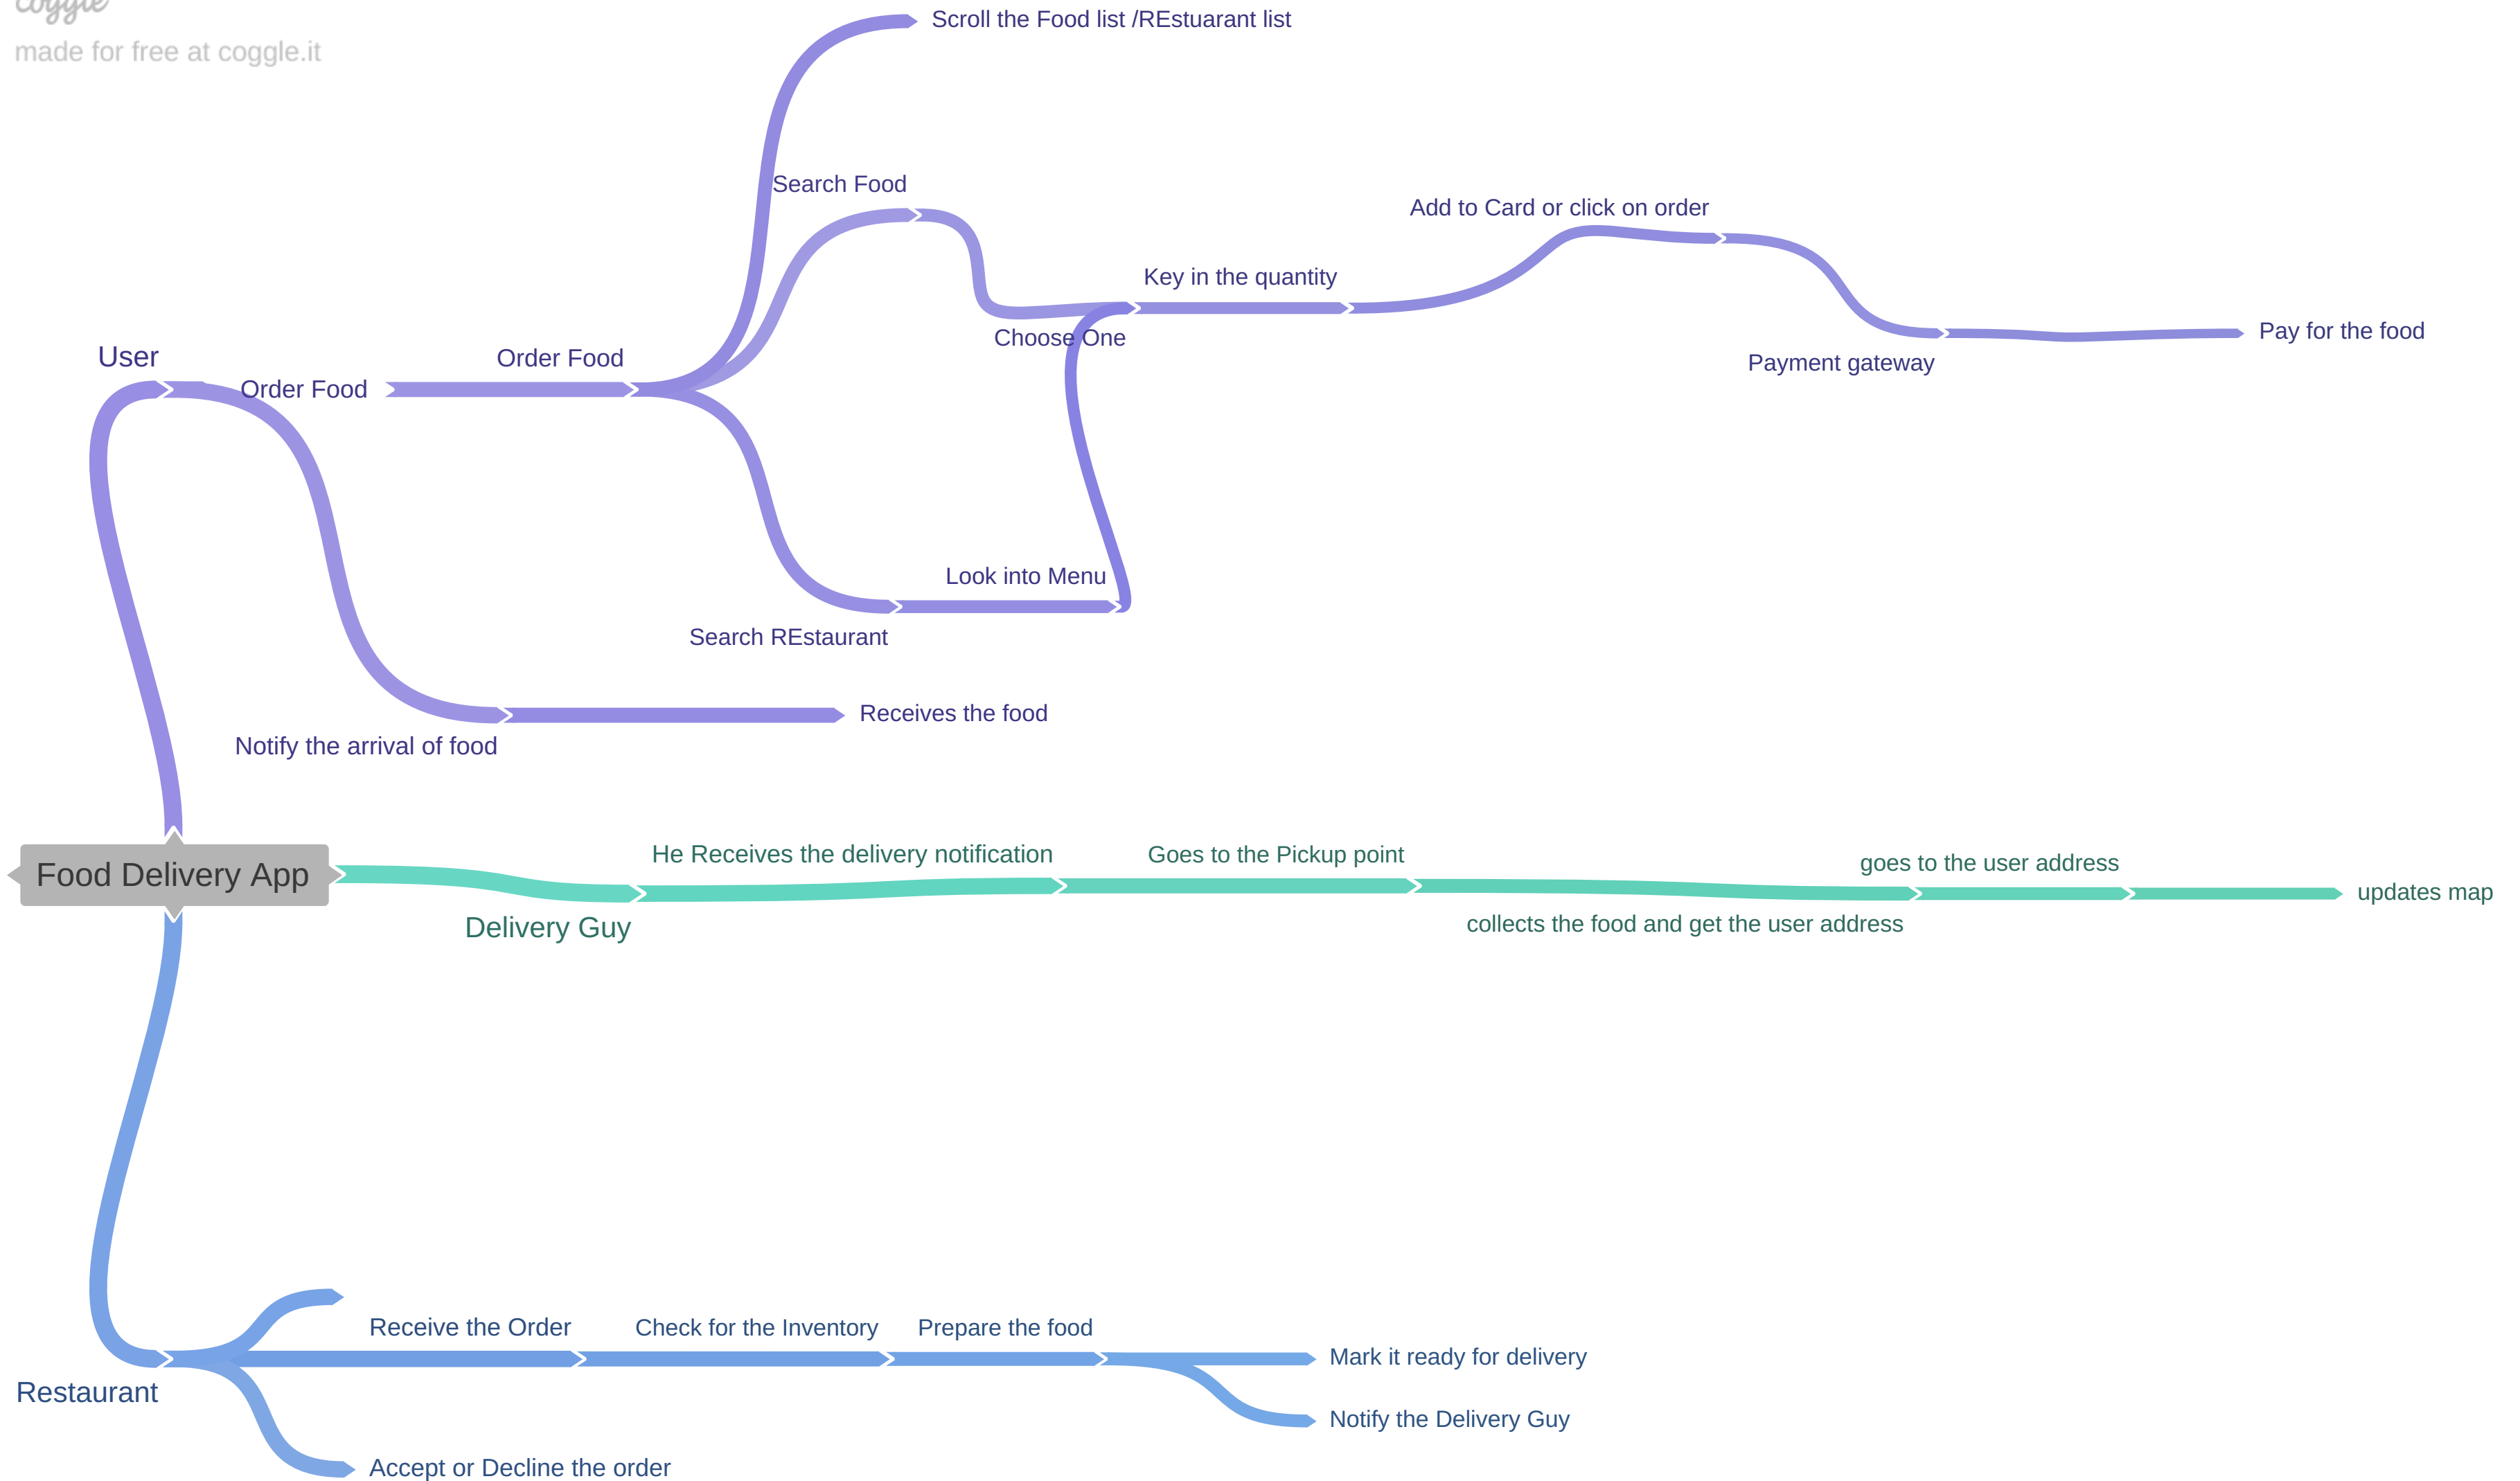 coggle
made for free at coggle.it
Scroll the Food list /REstuarant list
Search Food
Add to Card or click on order
Key in the quantity
Choose One
Payment gateway
Pay for the food
User
Order Food
Order Food
Look into Menu
Search REstaurant
Receives the food
Notify the arrival of food
Food Delivery App
He Receives the delivery notification
Goes to the Pickup point
goes to the user address
updates map
Delivery Guy
collects the food and get the user address
Receive the Order
Check for the Inventory
Prepare the food
Mark it ready for delivery
Restaurant
Notify the Delivery Guy
Accept or Decline the order